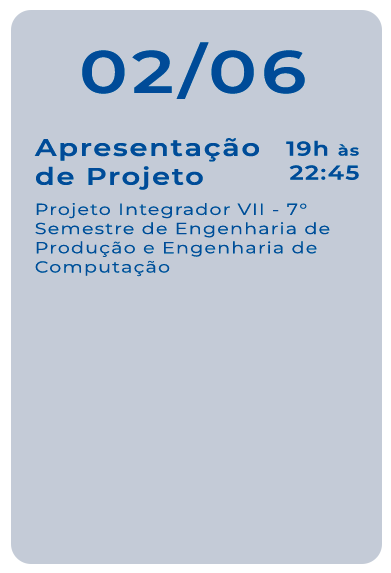 02/06
Apresentação
de Projeto
19h às
22:45
Projeto Integrador VII - 7º
Semestre de Engenharia de
Produção e Engenharia de
Computação